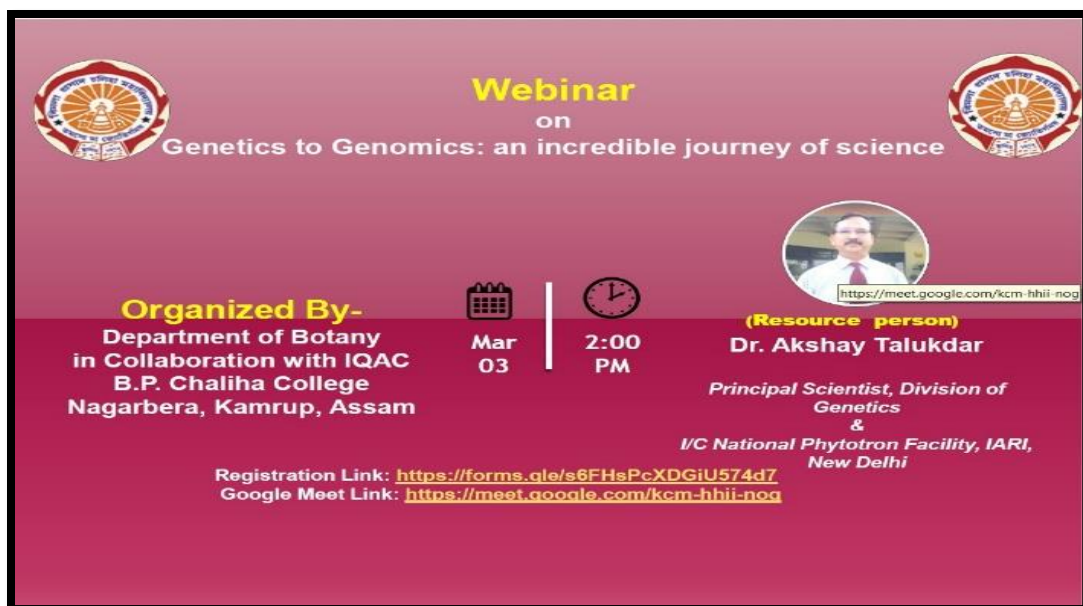 Webinar
on
Genetics to Genomics: an incredible journey of science
https://meet.google.com/kcm-hhii-nog
Organized By-
Department of Botany
in Collaboration with IQAC
B.P. Chaliha College
Nagarbera, Kamrup, Assam
Mar
03
2:00
PM
(Resource person)
Dr. Akshay Talukdar
Principal Scientist, Division of
Genetics
&
I/C National Phytotron Facility, IARI,
New Delhi
Registration Link: https://forms.gle/s6FHsPcXDGiU574d7
Google Meet Link: https://meet.google.com/kcm-hhii-nog